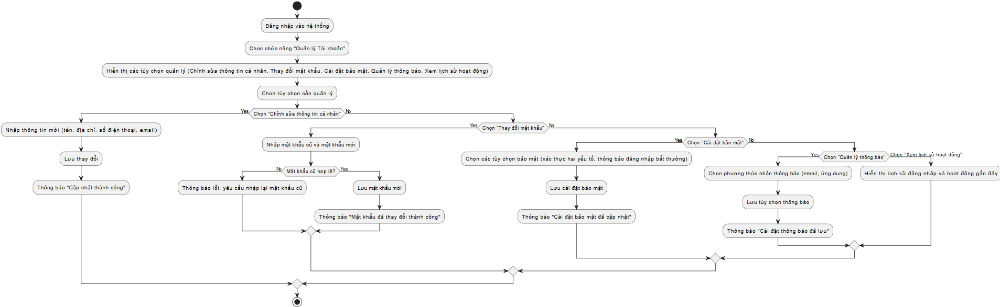 Đăng nhập vào hệ thống
Chọn chức năng "Quản lý Tài khoản"
Hiển thị các tùy chọn quản lý (Chỉnh sửa thông tin cá nhân, Thay đổi mật khẩu, Cài đặt bảo mật, Quản lý thông báo, Xem lịch sử hoạt động)
Chọn tùy chọn cần quản lý
Yes
Chọn "Chỉnh sửa thông tin cá nhân"
No
Nhập thông tin mới (tên, địa chỉ, số điện thoại, email)
Lưu thay đổi
Thông báo "Cập nhật thành công"
Yes
Chọn "Thay đổi mật khẩu"
No
Nhập mật khẩu cũ và mật khẩu mới
No
Mật khẩu cũ hợp lệ?
Yes
Thông báo lỗi, yêu cầu nhập lại mật khẩu cũ
Lưu mật khẩu mới
Thông báo "Mật khẩu đã thay đổi thành công"
Yes
Chọn "Cài đặt bảo mật"
No
Chọn các tùy chọn bảo mật (xác thực hai yếu tố, thông báo đăng nhập bất thường)
Lưu cài đặt bảo mật
Thông báo "Cài đặt bảo mật đã cập nhật"
Yes
Chọn "Quản lý thông báo"
Chọn "Xem lịch sử hoạt động"
Chọn phương thức nhận thông báo (email, ứng dụng)
Lưu tùy chọn thông báo
Thông báo "Cài đặt thông báo đã lưu"
Hiển thị lịch sử đăng nhập và hoạt động gần đây